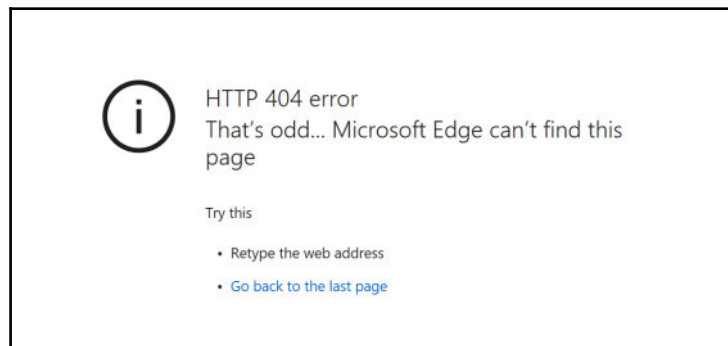 i
HTTP 404 error
That's odd... Microsoft Edge can't find this
page
Try this
• Retype the web address
• Go back to the last page